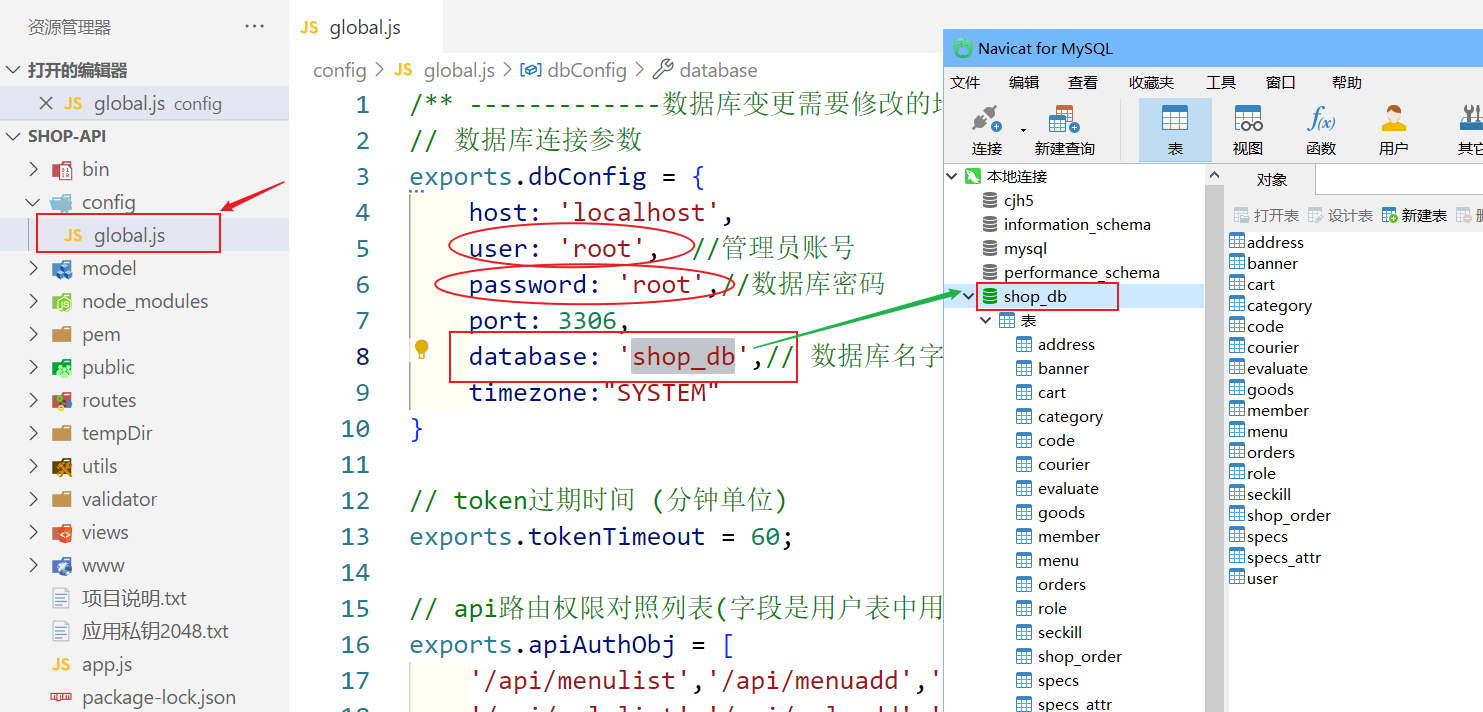 资源管理器
···
打开的编辑器
JS global.js config
SHOP-API
bin
config
JS global.js
model
node_modules
pem
public
routes
tempDir
utils
validator
views
www
项目说明.txt
应用私钥2048.txt
JS app.js
package-lock.json
JS global.js
config > JS global.js > dbConfig > database
1 /** -------------数据库变更需要修改的
2 // 数据库连接参数
3 exports.dbConfig = {
4 host: 'localhost',
5 user: 'root', //管理员账号
6 password: 'root',//数据库密码
7 port: 3306,
8 database: 'shop_db',// 数据库名字
9 timezone:"SYSTEM"
10 }
11
12 // token过期时间 (分钟单位)
13 exports.tokenTimeout = 60;
14
15 // api路由权限对照列表(字段是用户表中用
16 exports.apiAuthObj = [
17 '/api/menulist','/api/menuadd','
Navicat for MySQL
文件 编辑 查看 收藏夹 工具 窗口 帮助
连接 新建查询 表 视图 函数 用户 其它
本地连接
cjh5
information_schema
mysql
performance_schema
shop_db
表
address
banner
cart
category
code
courier
evaluate
goods
member
menu
orders
role
seckill
shop_order
specs
specs_attr
对象
打开表 设计表 新建表
address
banner
cart
category
code
courier
evaluate
goods
member
menu
orders
role
seckill
shop_order
specs
specs_attr
user